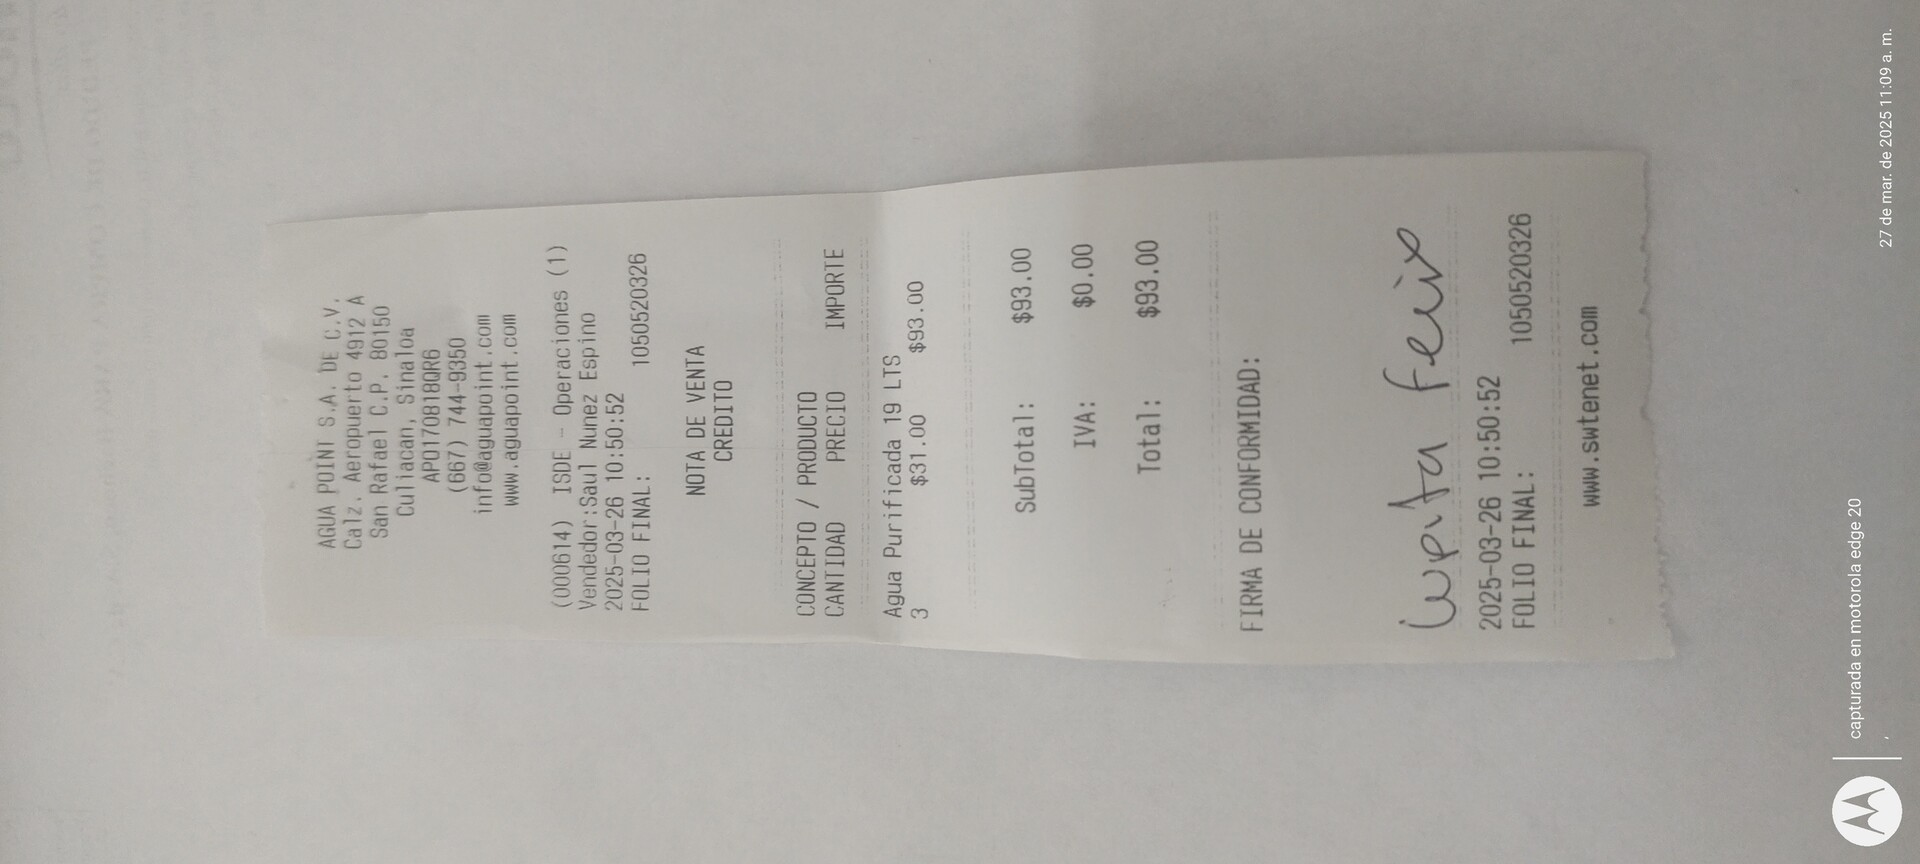 AGUA POINT S.A. DE C.V.
Calz. Aeropuerto 4912 A
San Rafael C.P. 80150
Culiacan, Sinaloa
APO170818QR6
(667) 744-9350
info@aguapoint.com
www.aguapoint.com
(000614) ISDE - Operaciones (1)
Vendedor:Saul Nunez Espino
2025-03-26 10:50:52
FOLIO FINAL: 1050520326
NOTA DE VENTA
CREDITO
CONCEPTO / PRODUCTO
CANTIDAD PRECIO IMPORTE
Agua Purificada 19 LTS
3 $31.00 $93.00
SubTotal: $93.00
IVA: $0.00
Total: $93.00
FIRMA DE CONFORMIDAD:
Lupita Feix
2025-03-26 10:50:52
FOLIO FINAL: 1050520326
www.swtenet.com
capturada en motorola edge 20
27 de mar. de 2025 11:09 a. m.